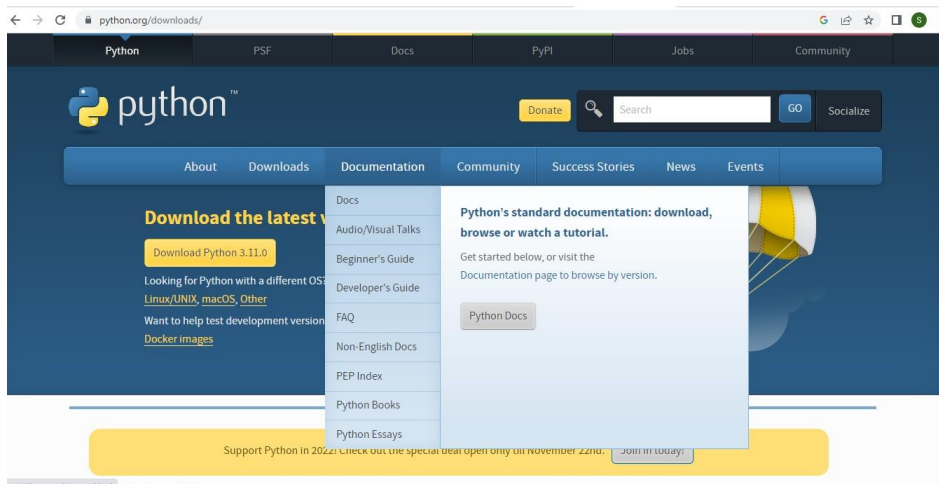 python.org/downloads/
G
S
Python PSF Docs PyPI Jobs Community
python™
Donate Search GO Socialize
About Downloads Documentation Community Success Stories News Events
Download the latest v
Download Python 3.11.0
Looking for Python with a different OS?
Linux/UNIX, macOS, Other
Want to help test development version
Docker images
Docs
Audio/Visual Talks
Beginner's Guide
Developer's Guide
FAQ
Non-English Docs
PEP Index
Python Books
Python Essays
Python's standard documentation: download,
browse or watch a tutorial.
Get started below, or visit the
Documentation page to browse by version.
Python Docs
Support Python in 2022! Check out the special deal open only till November 22nd. Join in today!